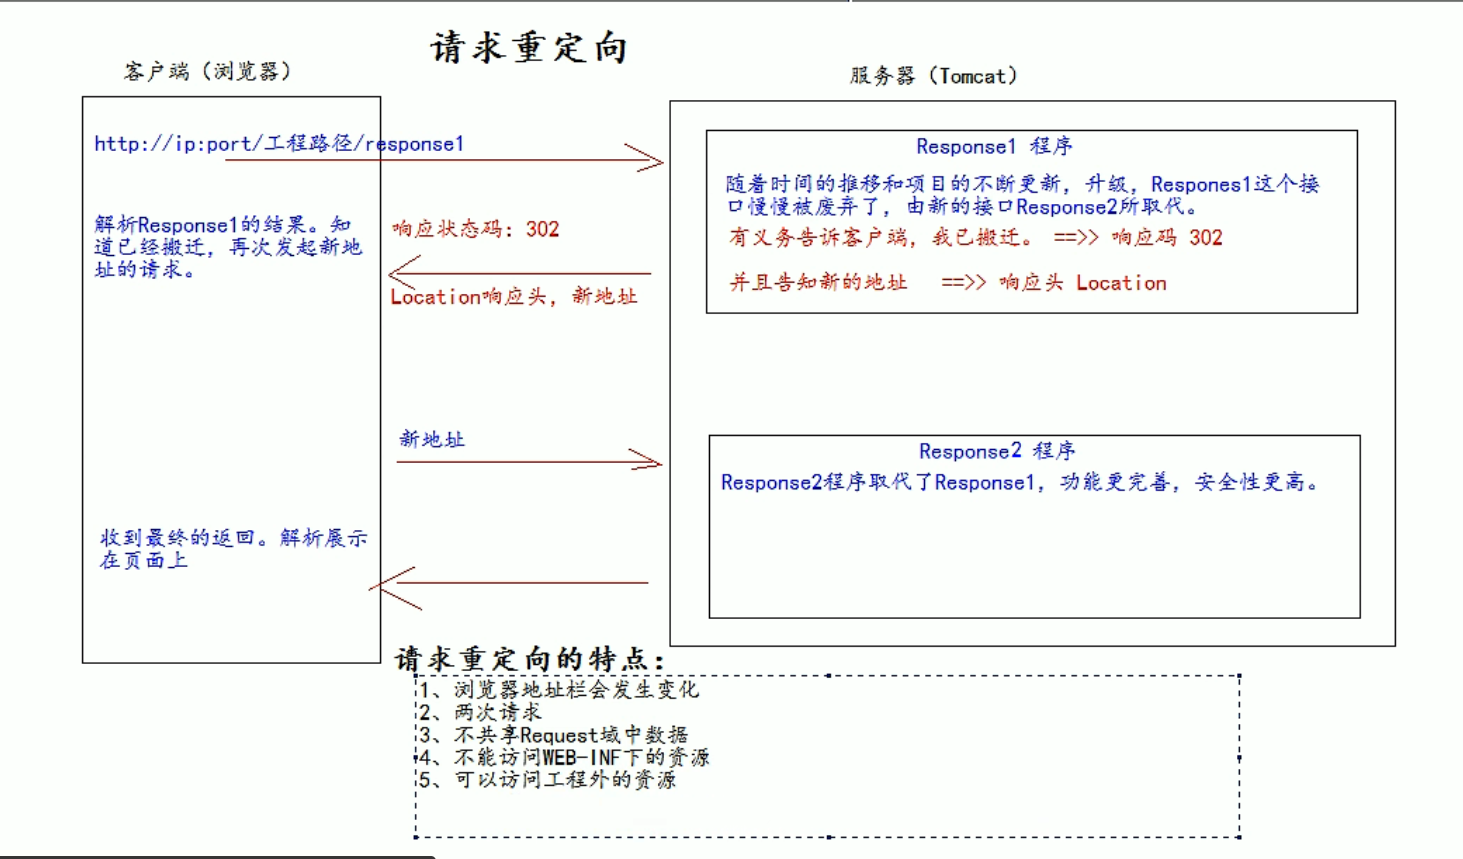 请求重定向
客户端（浏览器）
服务器（Tomcat）
http://ip:port/工程路径/response1
解析Response1的结果。知
道已经搬迁，再次发起新地
址的请求。
响应状态码：302
Location响应头，新地址
Response1 程序
随着时间的推移和项目的不断更新，升级，Respones1这个接
口慢慢被废弃了，由新的接口Response2所取代。
有义务告诉客户端，我已搬迁。 ==>> 响应码 302
并且告知新的地址 ==>> 响应头 Location
新地址
Response2 程序
Response2程序取代了Response1，功能更完善，安全性更高。
收到最终的返回。解析展示
在页面上
请求重定向的特点：
1、浏览器地址栏会发生变化
2、两次请求
3、不共享Request域中数据
4、不能访问WEB-INF下的资源
5、可以访问工程外的资源